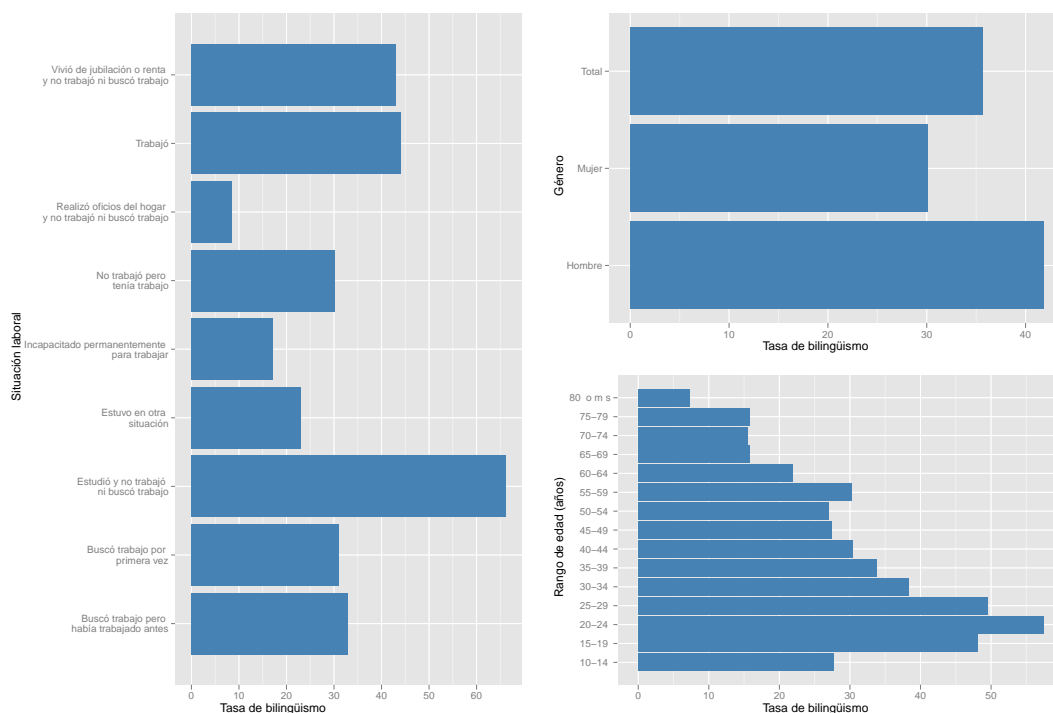 Situación laboral
Vivió de jubilación o renta
y no trabajó ni buscó trabajo
Trabajó
Realizó oficios del hogar
y no trabajó ni buscó trabajo
No trabajó pero
tenía trabajo
Incapacitado permanentemente
para trabajar
Estuvo en otra
situación
Estudió y no trabajó
ni buscó trabajo
Buscó trabajo por
primera vez
Buscó trabajo pero
había trabajado antes
0 10 20 30 40 50 60
Tasa de bilingüismo
Género
Total
Mujer
Hombre
0 10 20 30 40
Tasa de bilingüismo
Rango de edad (años)
80 o m s
75–79
70–74
65–69
60–64
55–59
50–54
45–49
40–44
35–39
30–34
25–29
20–24
15–19
10–14
0 10 20 30 40 50
Tasa de bilingüismo